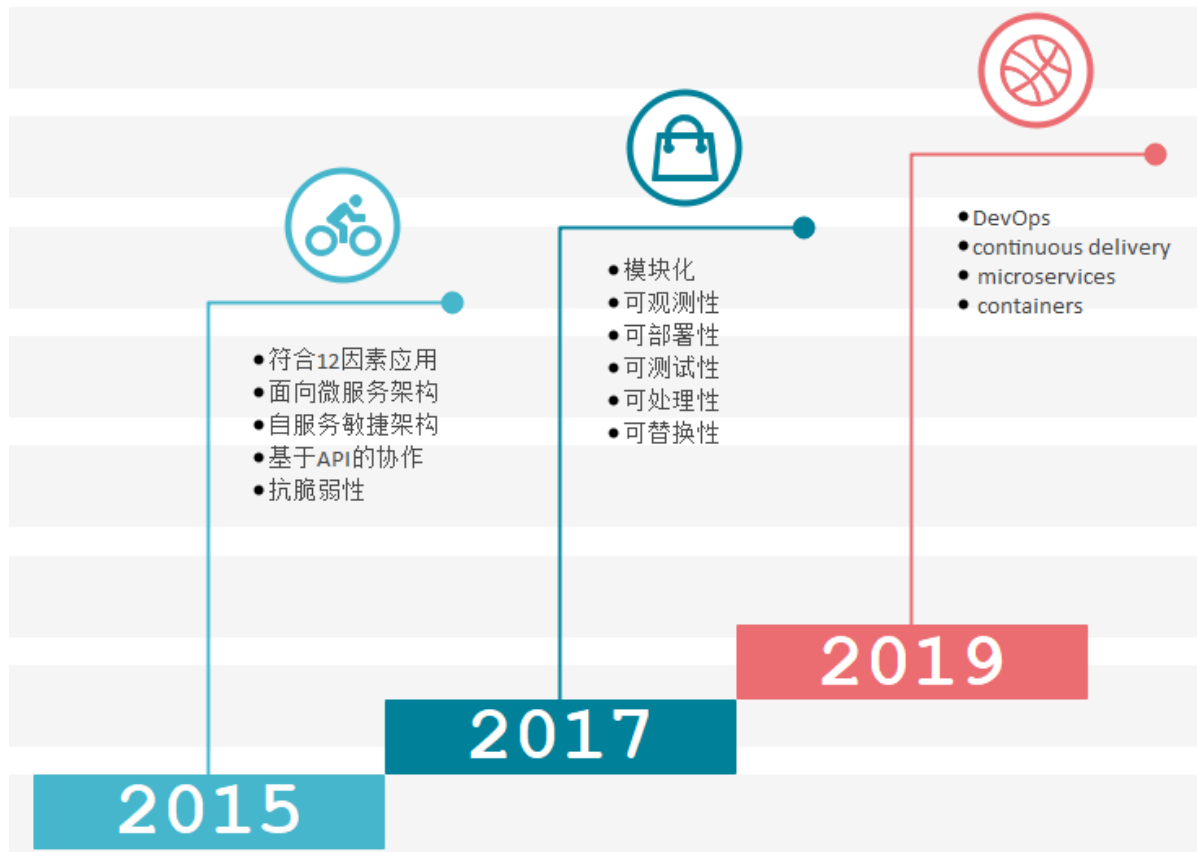 ●符合12因素应用
●面向微服务架构
●自服务敏捷架构
●基于API的协作
●抗脆弱性
2015
●模块化
●可观测性
●可部署性
●可测试性
●可处理性
●可替换性
2017
●DevOps
●continuous delivery
● microservices
● containers
2019